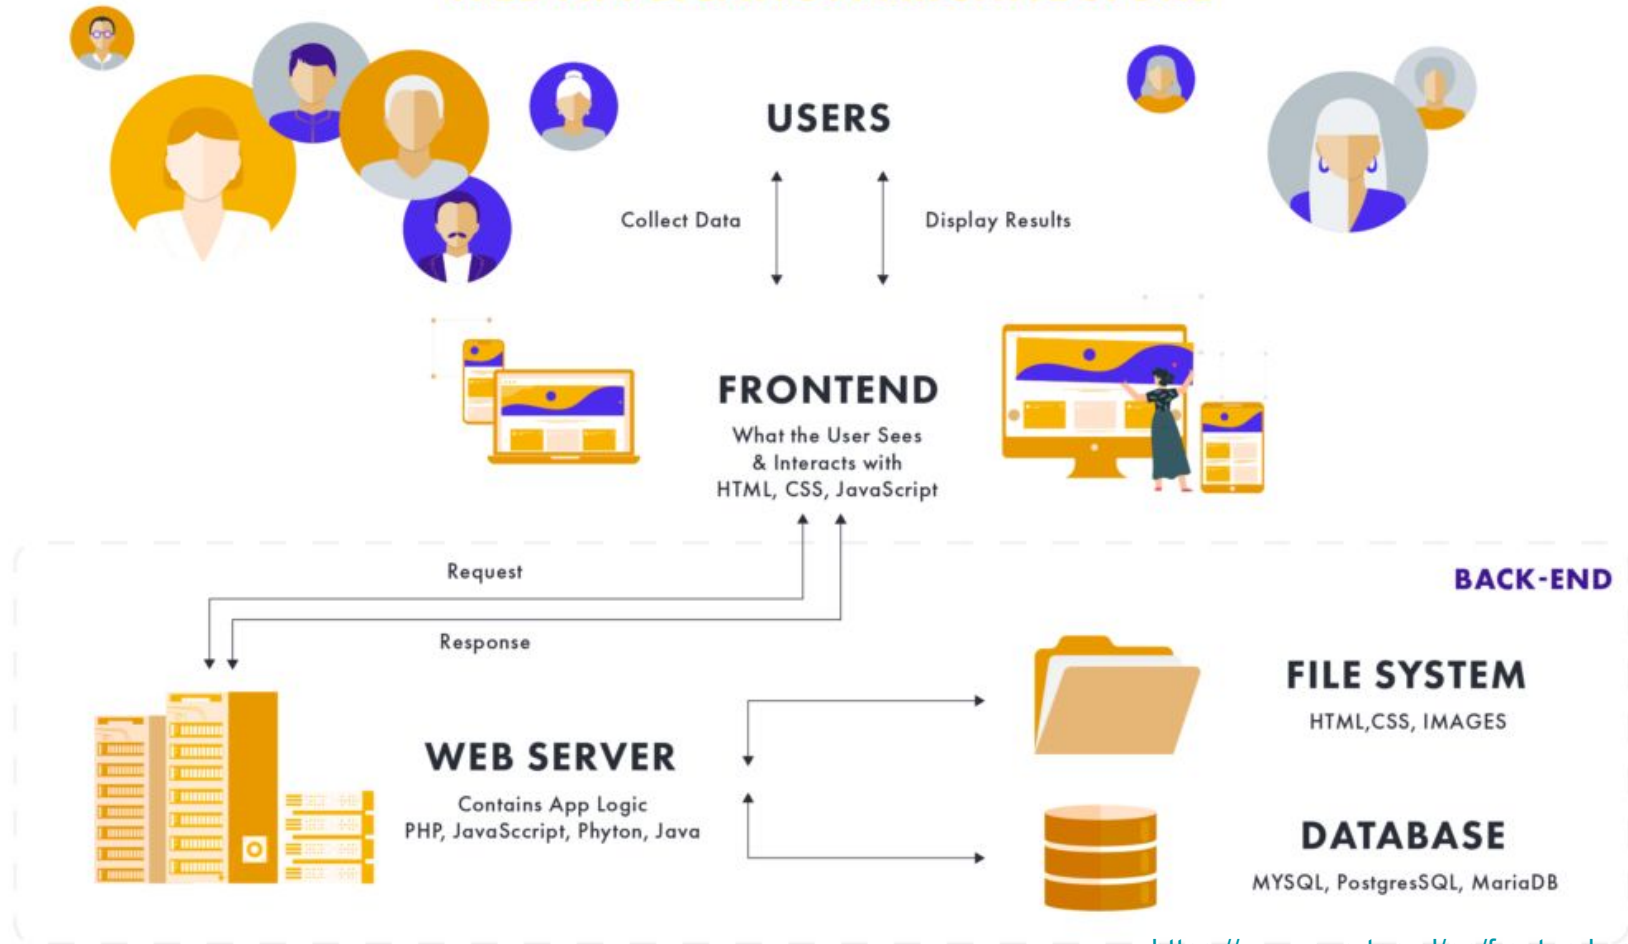 USERS
Collect Data
Display Results
FRONTEND
What the User Sees
& Interacts with
HTML, CSS, JavaScript
Request
BACK-END
Response
FILE SYSTEM
HTML,CSS, IMAGES
WEB SERVER
Contains App Logic
PHP, JavaSccript, Phyton, Java
DATABASE
MYSQL, PostgresSQL, MariaDB